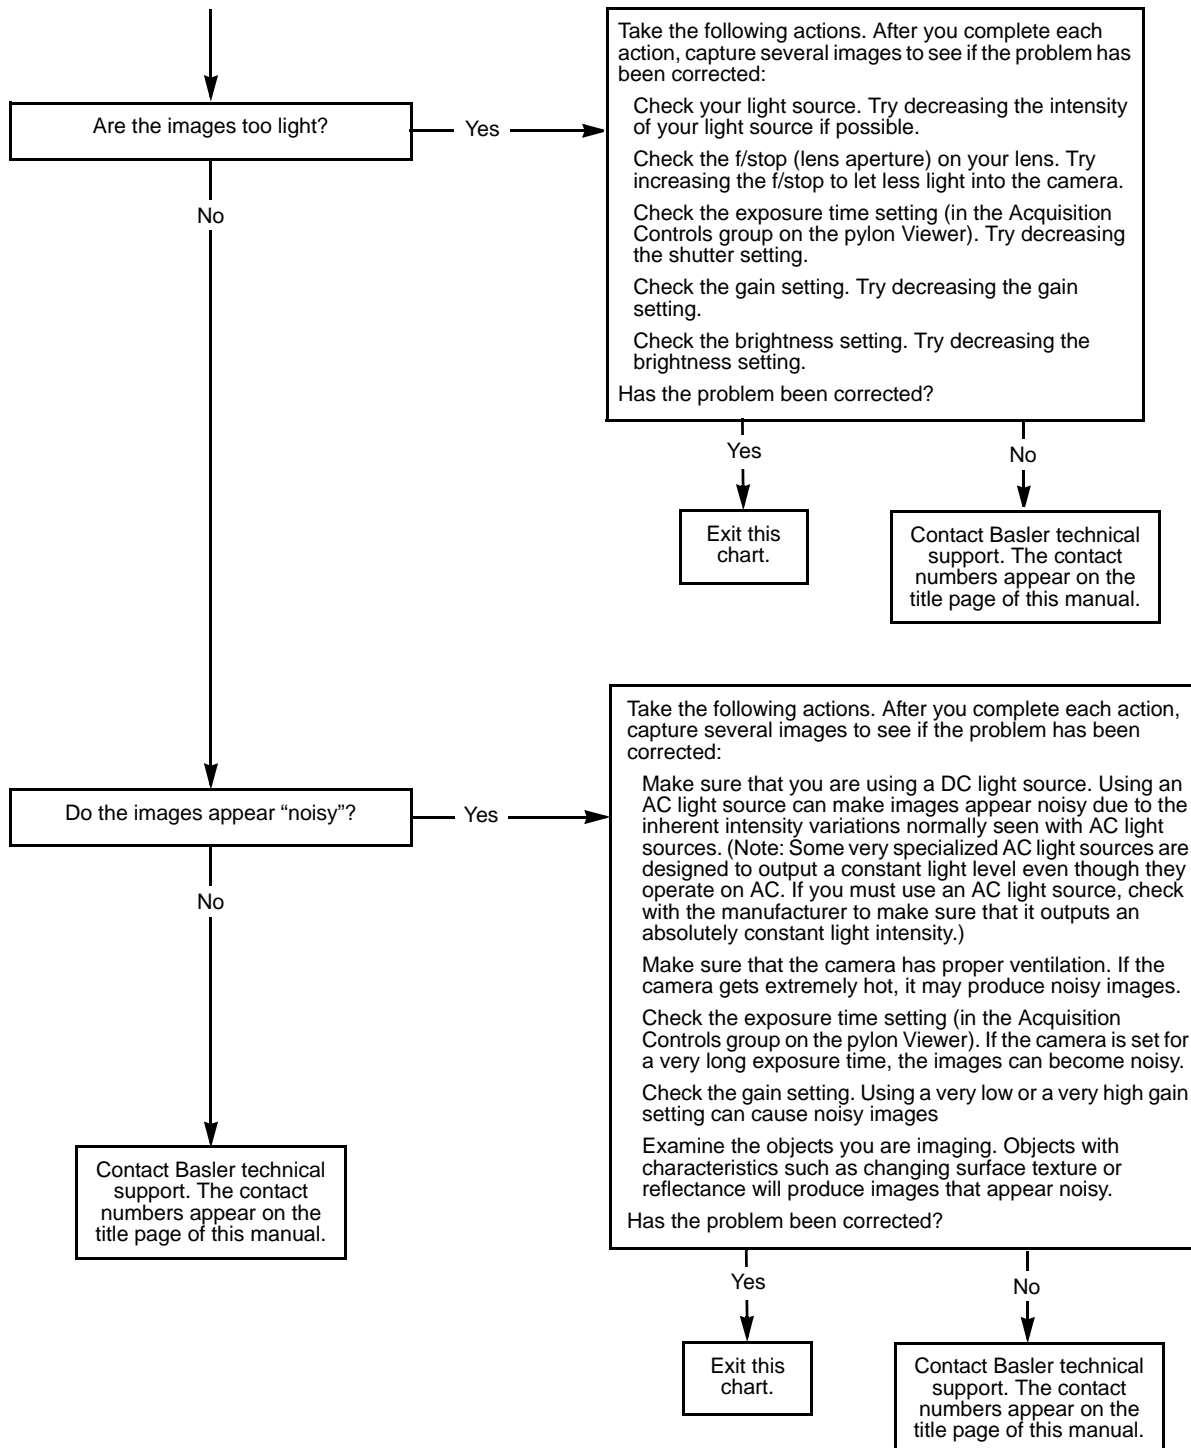 Are the images too light?
Yes
Take the following actions. After you complete each
action, capture several images to see if the problem has
been corrected:
Check your light source. Try decreasing the intensity
of your light source if possible.
Check the f/stop (lens aperture) on your lens. Try
increasing the f/stop to let less light into the camera.
Check the exposure time setting (in the Acquisition
Controls group on the pylon Viewer). Try decreasing
the shutter setting.
Check the gain setting. Try decreasing the gain
setting.
Check the brightness setting. Try decreasing the
brightness setting.
Has the problem been corrected?
No
Yes
No
Exit this
chart.
Contact Basler technical
support. The contact
numbers appear on the
title page of this manual.
Do the images appear “noisy”?
Yes
Take the following actions. After you complete each action,
capture several images to see if the problem has been
corrected:
Make sure that you are using a DC light source. Using an
AC light source can make images appear noisy due to the
inherent intensity variations normally seen with AC light
sources. (Note: Some very specialized AC light sources are
designed to output a constant light level even though they
operate on AC. If you must use an AC light source, check
with the manufacturer to make sure that it outputs an
absolutely constant light intensity.)
Make sure that the camera has proper ventilation. If the
camera gets extremely hot, it may produce noisy images.
Check the exposure time setting (in the Acquisition
Controls group on the pylon Viewer). If the camera is set for
a very long exposure time, the images can become noisy.
Check the gain setting. Using a very low or a very high gain
setting can cause noisy images
Examine the objects you are imaging. Objects with
characteristics such as changing surface texture or
reflectance will produce images that appear noisy.
Has the problem been corrected?
No
Contact Basler technical
support. The contact
numbers appear on the
title page of this manual.
Yes
No
Exit this
chart.
Contact Basler technical
support. The contact
numbers appear on the
title page of this manual.